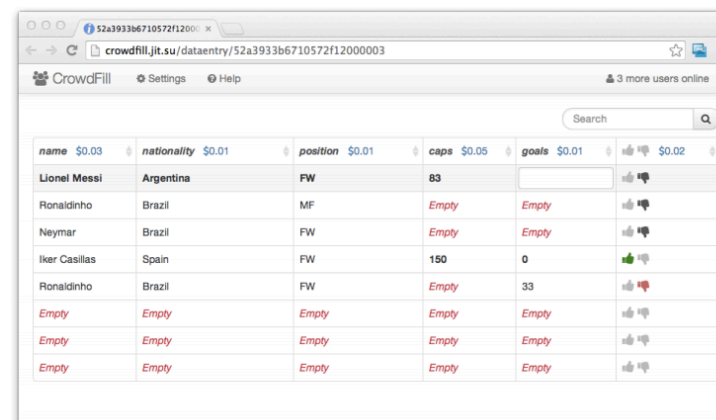 52a3933b6710572f12000
crowdfill.jit.su/dataentry/52a3933b6710572f12000003
CrowdFill Settings Help 3 more users online
Search
name $0.03 nationality $0.01 position $0.01 caps $0.05 goals $0.01 $0.02
Lionel Messi Argentina FW 83
Ronaldinho Brazil MF Empty Empty
Neymar Brazil FW Empty Empty
Iker Casillas Spain FW 150 0
Ronaldinho Brazil FW Empty 33
Empty Empty Empty Empty Empty
Empty Empty Empty Empty Empty
Empty Empty Empty Empty Empty